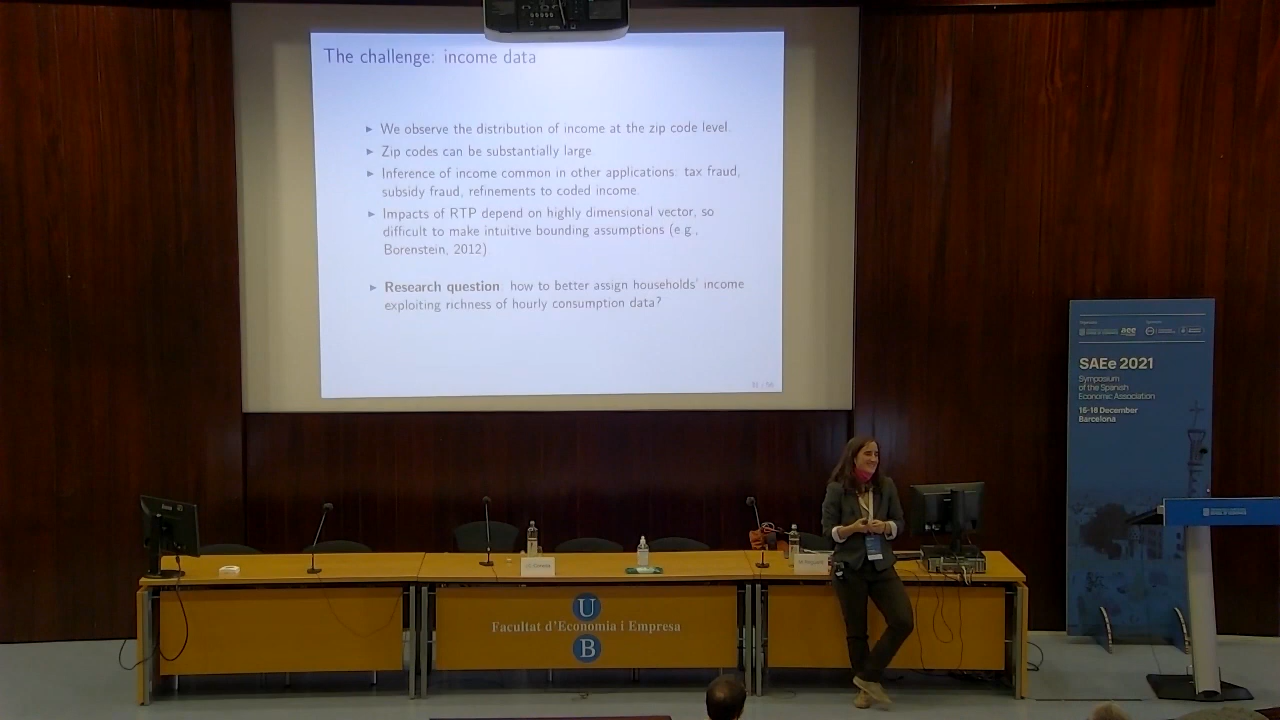 The challenge: income data
We observe the distribution of income at the zip code level.
Zip codes can be substantially large.
Inference of income common in other applications: tax fraud,
subsidy fraud, refinements to coded income.
Impacts of RTP depend on highly dimensional vector, so
difficult to make intuitive bounding assumptions (e.g.,
Borenstein, 2012)
Research question how to better assign households' income
exploiting richness of hourly consumption data?
aee
SAEe 2021
Symposium
of the Spanish
Economic Association
16-18 December
Barcelona
U
Facultat d'Economia i Empresa
B